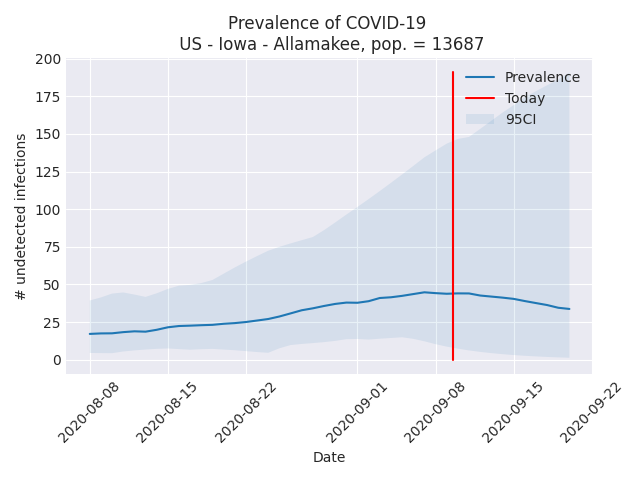 Prevalence of COVID-19
US - Iowa - Allamakee, pop. = 13687
# undetected infections
200
175
150
125
100
75
50
25
0
Prevalence
Today
95CI
2020-08-08
2020-08-15
2020-08-22
2020-09-01
2020-09-08
2020-09-15
2020-09-22
Date